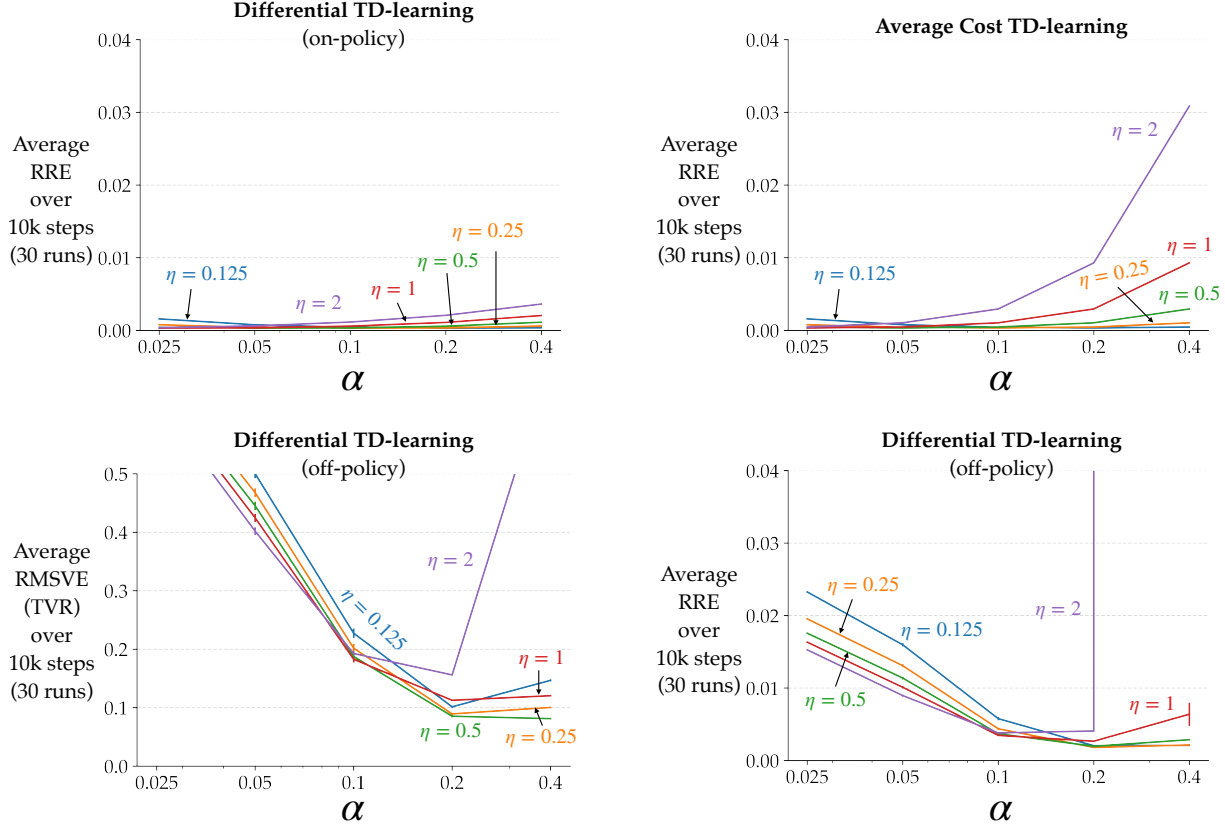 Differential TD-learning
(on-policy)
0.04
0.03
0.02
0.01
0.00
Average
RRE
over
10k steps
(30 runs)
η = 0.125
η = 2
η = 1
η = 0.5
η = 0.25
0.025
0.05
0.1
0.2
0.4
α
Average Cost TD-learning
0.04
0.03
0.02
0.01
0.00
Average
RRE
over
10k steps
(30 runs)
η = 2
η = 1
η = 0.125
η = 0.25
η = 0.5
0.025
0.05
0.1
0.2
0.4
α
Differential TD-learning
(off-policy)
0.5
0.4
0.3
0.2
0.1
0.0
Average
RMSVE
(TVR)
over
10k steps
(30 runs)
η = 2
η = 0.125
η = 1
η = 0.5
η = 0.25
0.025
0.05
0.1
0.2
0.4
α
Differential TD-learning
(off-policy)
0.04
0.03
0.02
0.01
0.00
Average
RRE
over
10k steps
(30 runs)
η = 0.25
η = 0.125
η = 2
η = 0.5
η = 1
0.025
0.05
0.1
0.2
0.4
α